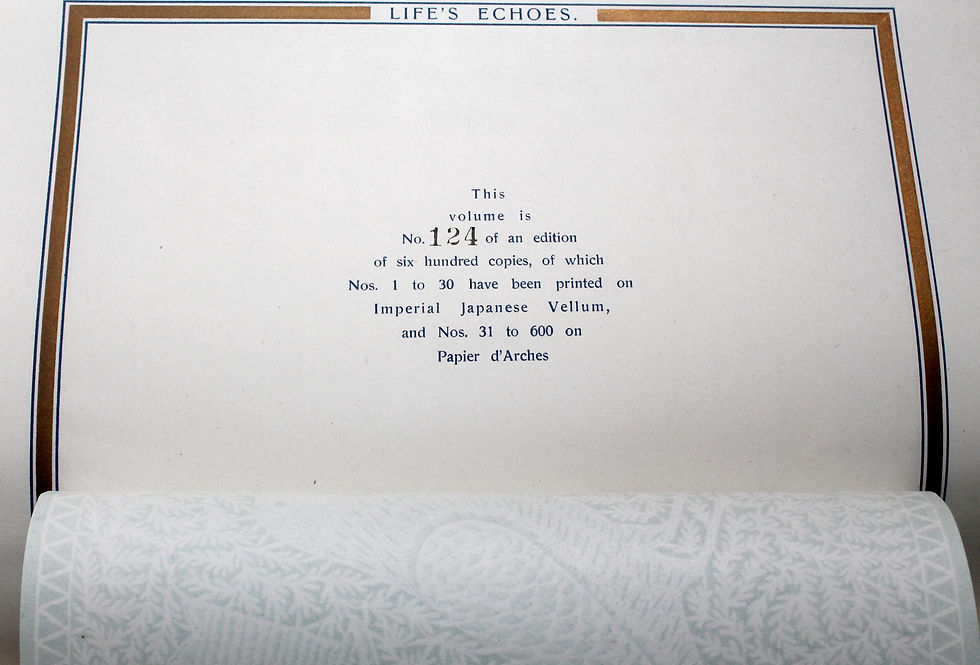 LIFE'S ECHOES.
This
volume is
No. 124 of an edition
of six hundred copies, of which
Nos. 1 to 30 have been printed on
Imperial Japanese Vellum,
and Nos. 31 to 600 on
Papier d'Arches